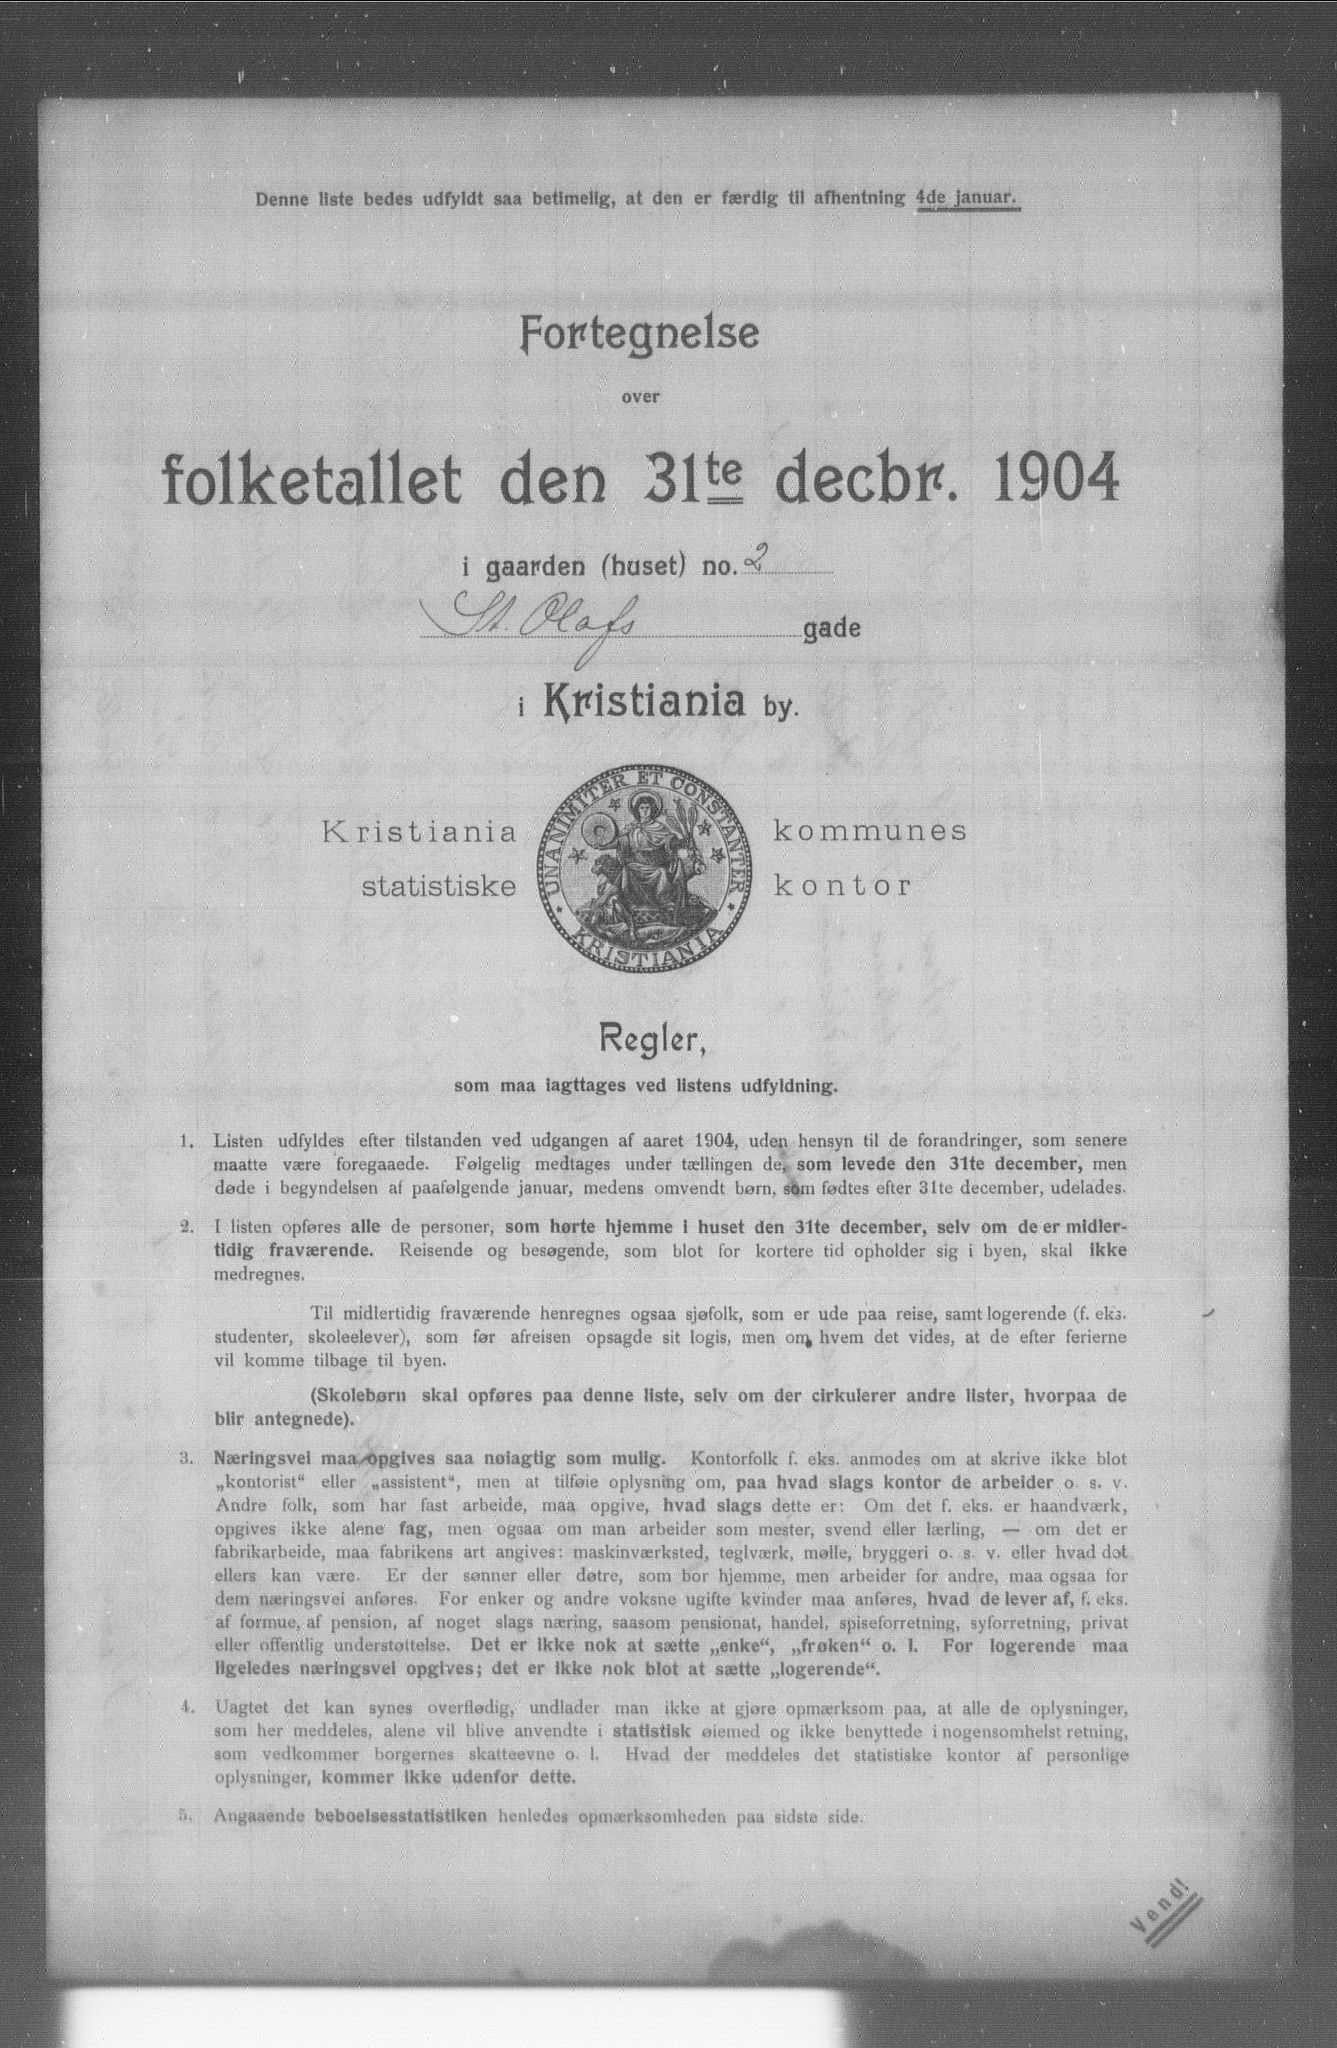 Denne liste bedes udfyldt saa betimelig, at den er færdig til afhentning 4de januar.
Fortegnelse
over
folketallet den 31te decbr. 1904
i gaarden (huset) no. 2
St. Olafs gade
i Kristiania by.
UNANIMITER ET CONSTANTER
KRISTIANIA
Kristiania kommunes
statistiske kontor
Regler,
som maa iagttages ved listens udfyldning.
1. Listen udfyldes efter tilstanden ved udgangen af aaret 1904, uden hensyn til de forandringer, som senere
maatte være foregaaede. Følgelig medtages under tællingen de, som levede den 31te december, men
døde i begyndelsen af paafølgende januar, medens omvendt børn, som fødtes efter 31te december, udelades.
2. I listen opføres alle de personer, som hørte hjemme i huset den 31te december, selv om de er midler-
tidig fraværende. Reisende og besøgende, som blot for kortere tid opholder sig i byen, skal ikke
medregnes.
Til midlertidig fraværende henregnes ogsaa sjøfolk, som er ude paa reise, samt logerende (f. eks.
studenter, skoleelever), som før afreisen opsagde sit logis, men om hvem det vides, at de efter ferierne
vil komme tilbage til byen.
(Skolebørn skal opføres paa denne liste, selv om der cirkulerer andre lister, hvorpaa de
blir antegnede).
3. Næringsvei maa opgives saa nøiagtig som mulig. Kontorfolk f. eks. anmodes om at skrive ikke blot
„kontorist“ eller „assistent“, men at tilføie oplysning om, paa hvad slags kontor de arbeider o. s. v.
Andre folk, som har fast arbeide, maa opgive, hvad slags dette er: Om det f. eks. er haandværk,
opgives ikke alene fag, men ogsaa om man arbeider som mester, svend eller lærling, — om det er
fabrikarbeide, maa fabrikens art angives: maskinværksted, teglværk, mølle, bryggeri o. s. v. eller hvad det
ellers kan være. Er der sønner eller døtre, som bor hjemme, men arbeider for andre, maa ogsaa for
dem næringsvei anføres. For enker og andre voksne ugifte kvinder maa anføres, hvad de lever af, f. eks.
af formue, af pension, af noget slags næring, saasom pensionat, handel, spiseforretning, syforretning, privat
eller offentlig understøttelse. Det er ikke nok at sætte „enke“, „frøken“ o. l. For logerende maa
ligeledes næringsvei opgives; det er ikke nok blot at sætte „logerende“.
4. Uagtet det kan synes overflødig, undlader man ikke at gjøre opmærksom paa, at alle de oplysninger,
som her meddeles, alene vil blive anvendte i statistisk øiemed og ikke benyttede i nogensomhelst retning,
som vedkommer borgernes skatteevne o. l. Hvad der meddeles det statistiske kontor af personlige
oplysninger, kommer ikke udenfor dette.
5. Angaaende beboelsesstatistiken henledes opmærksomheden paa sidste side.
Vend!